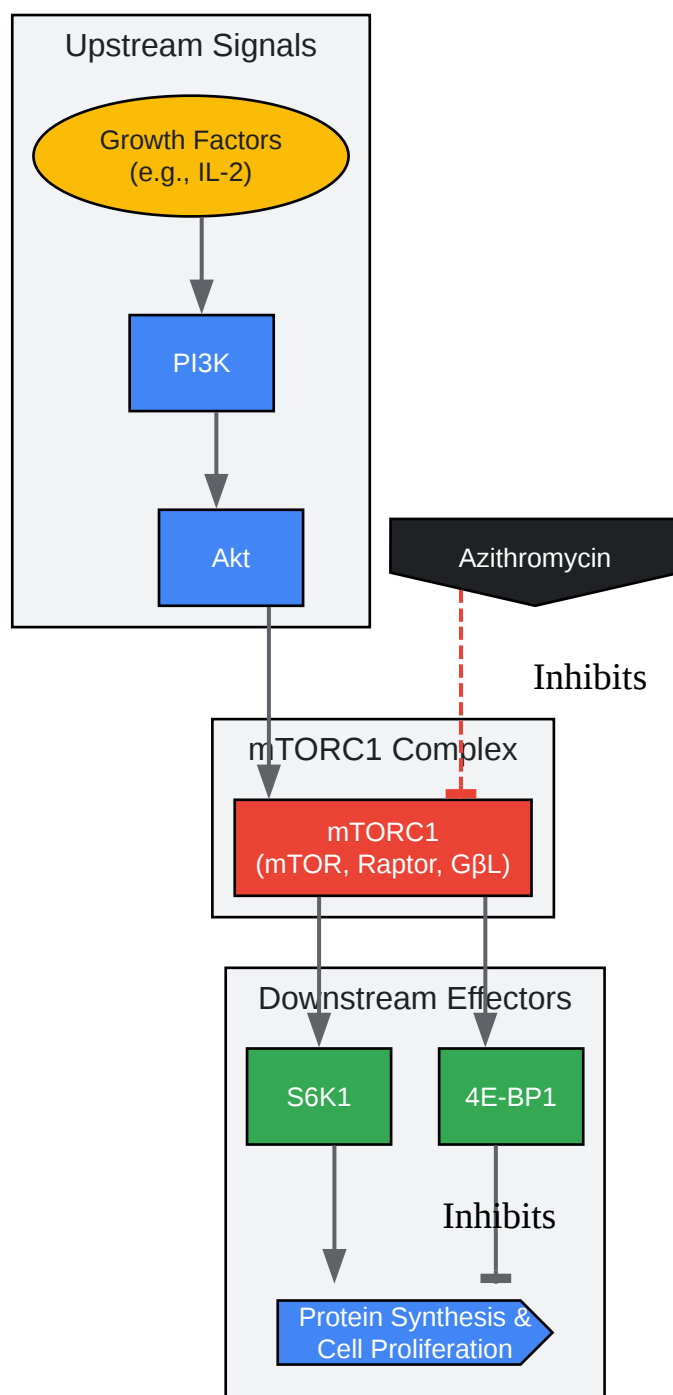 Upstream Signals
Growth Factors
(e.g., IL-2)
PI3K
Akt
Azithromycin
Inhibits
mTORC1 Complex
mTORC1
(mTOR, Raptor, GβL)
Downstream Effectors
S6K1
4E-BP1
Inhibits
Protein Synthesis &
Cell Proliferation